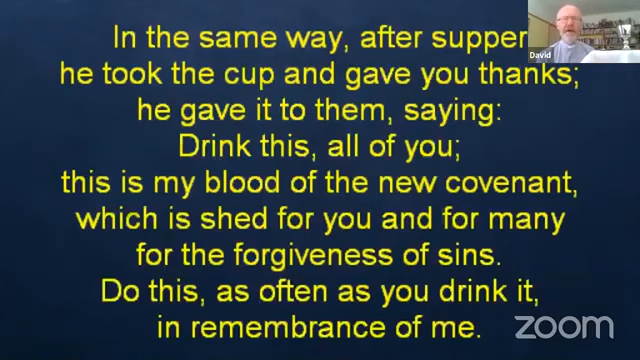 In the same way, after supper
he took the cup and gave you thanks;
he gave it to them, saying:
Drink this, all of you;
this is my blood of the new covenant,
which is shed for you and for many
for the forgiveness of sins.
Do this, as often as you drink it,
in remembrance of me.
David
zoom